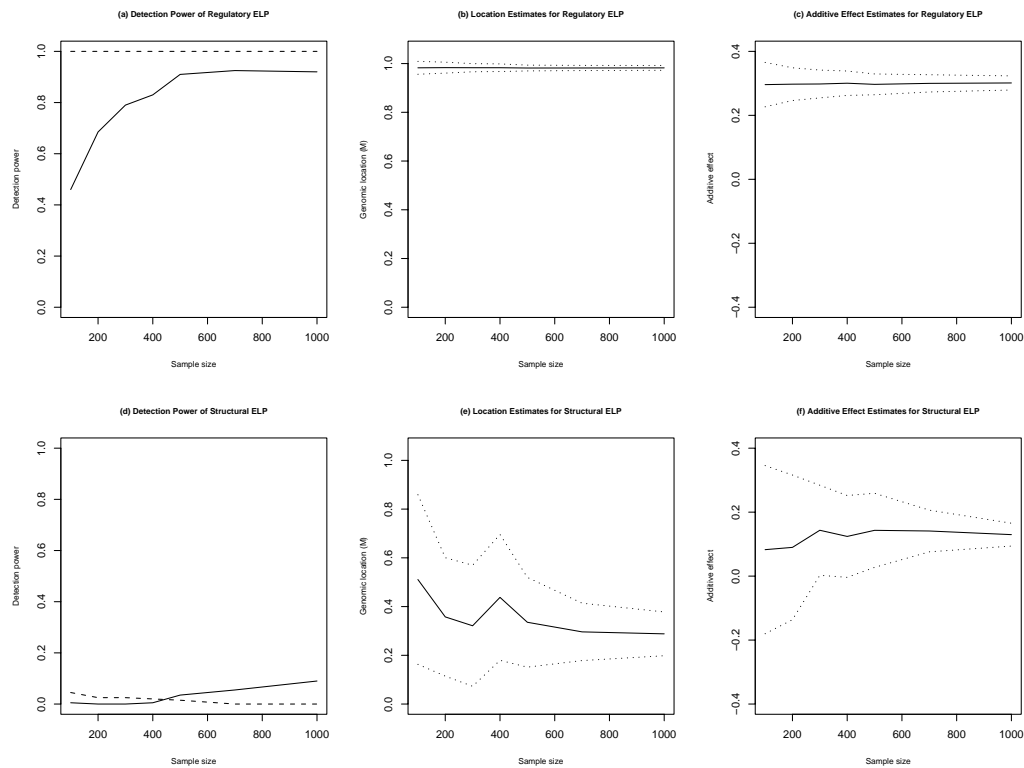 (a) Detection Power of Regulatory ELP
Detection power
0.0 0.2 0.4 0.6 0.8 1.0
200 400 600 800 1000
Sample size
(b) Location Estimates for Regulatory ELP
Genomic location (M)
0.0 0.2 0.4 0.6 0.8 1.0
200 400 600 800 1000
Sample size
(c) Additive Effect Estimates for Regulatory ELP
Additive effect
−0.4 −0.2 0.0 0.2 0.4
200 400 600 800 1000
Sample size
(d) Detection Power of Structural ELP
Detection power
0.0 0.2 0.4 0.6 0.8 1.0
200 400 600 800 1000
Sample size
(e) Location Estimates for Structural ELP
Genomic location (M)
0.0 0.2 0.4 0.6 0.8 1.0
200 400 600 800 1000
Sample size
(f) Additive Effect Estimates for Structural ELP
Additive effect
−0.4 −0.2 0.0 0.2 0.4
200 400 600 800 1000
Sample size